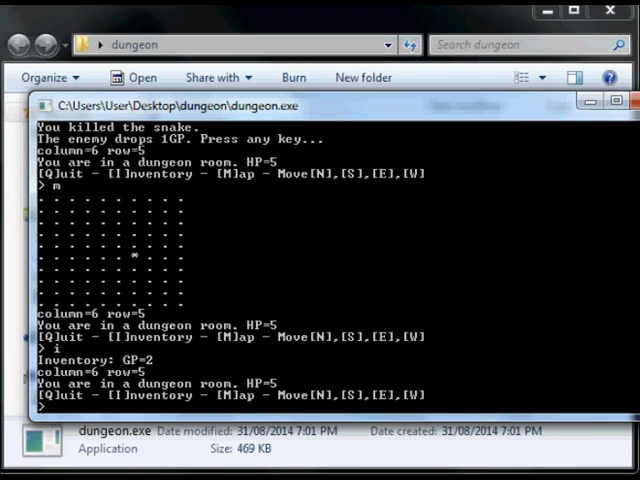 dungeon
Search dungeon
Organize
Open
Share with
Burn
New folder
C:\Users\User\Desktop\dungeon\dungeon.exe
You killed the snake.
The enemy drops 1GP. Press any key...
column=6 row=5
You are in a dungeon room. HP=5
[Q]uit - [I]nventory - [M]ap - Move[N],[S],[E],[W]
> m
. . . . . . . . . .
. . . . . . . . . .
. . . . . . . . . .
. . . . . . . . . .
. . . . . . . . . .
. . . . . . * . . .
. . . . . . . . . .
. . . . . . . . . .
. . . . . . . . . .
. . . . . . . . . .
column=6 row=5
You are in a dungeon room. HP=5
[Q]uit - [I]nventory - [M]ap - Move[N],[S],[E],[W]
> i
Inventory: GP=2
column=6 row=5
You are in a dungeon room. HP=5
[Q]uit - [I]nventory - [M]ap - Move[N],[S],[E],[W]
>
dungeon.exe Date modified: 31/08/2014 7:01 PM Date created: 31/08/2014 7:01 PM
Application Size: 469 KB